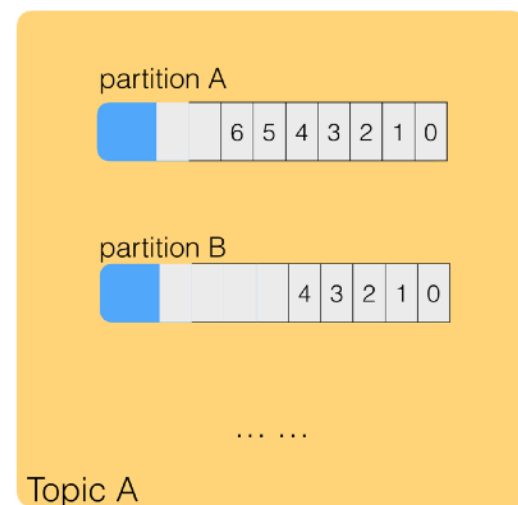 partition A
6 5 4 3 2 1 0
partition B
4 3 2 1 0
... ...
Topic A